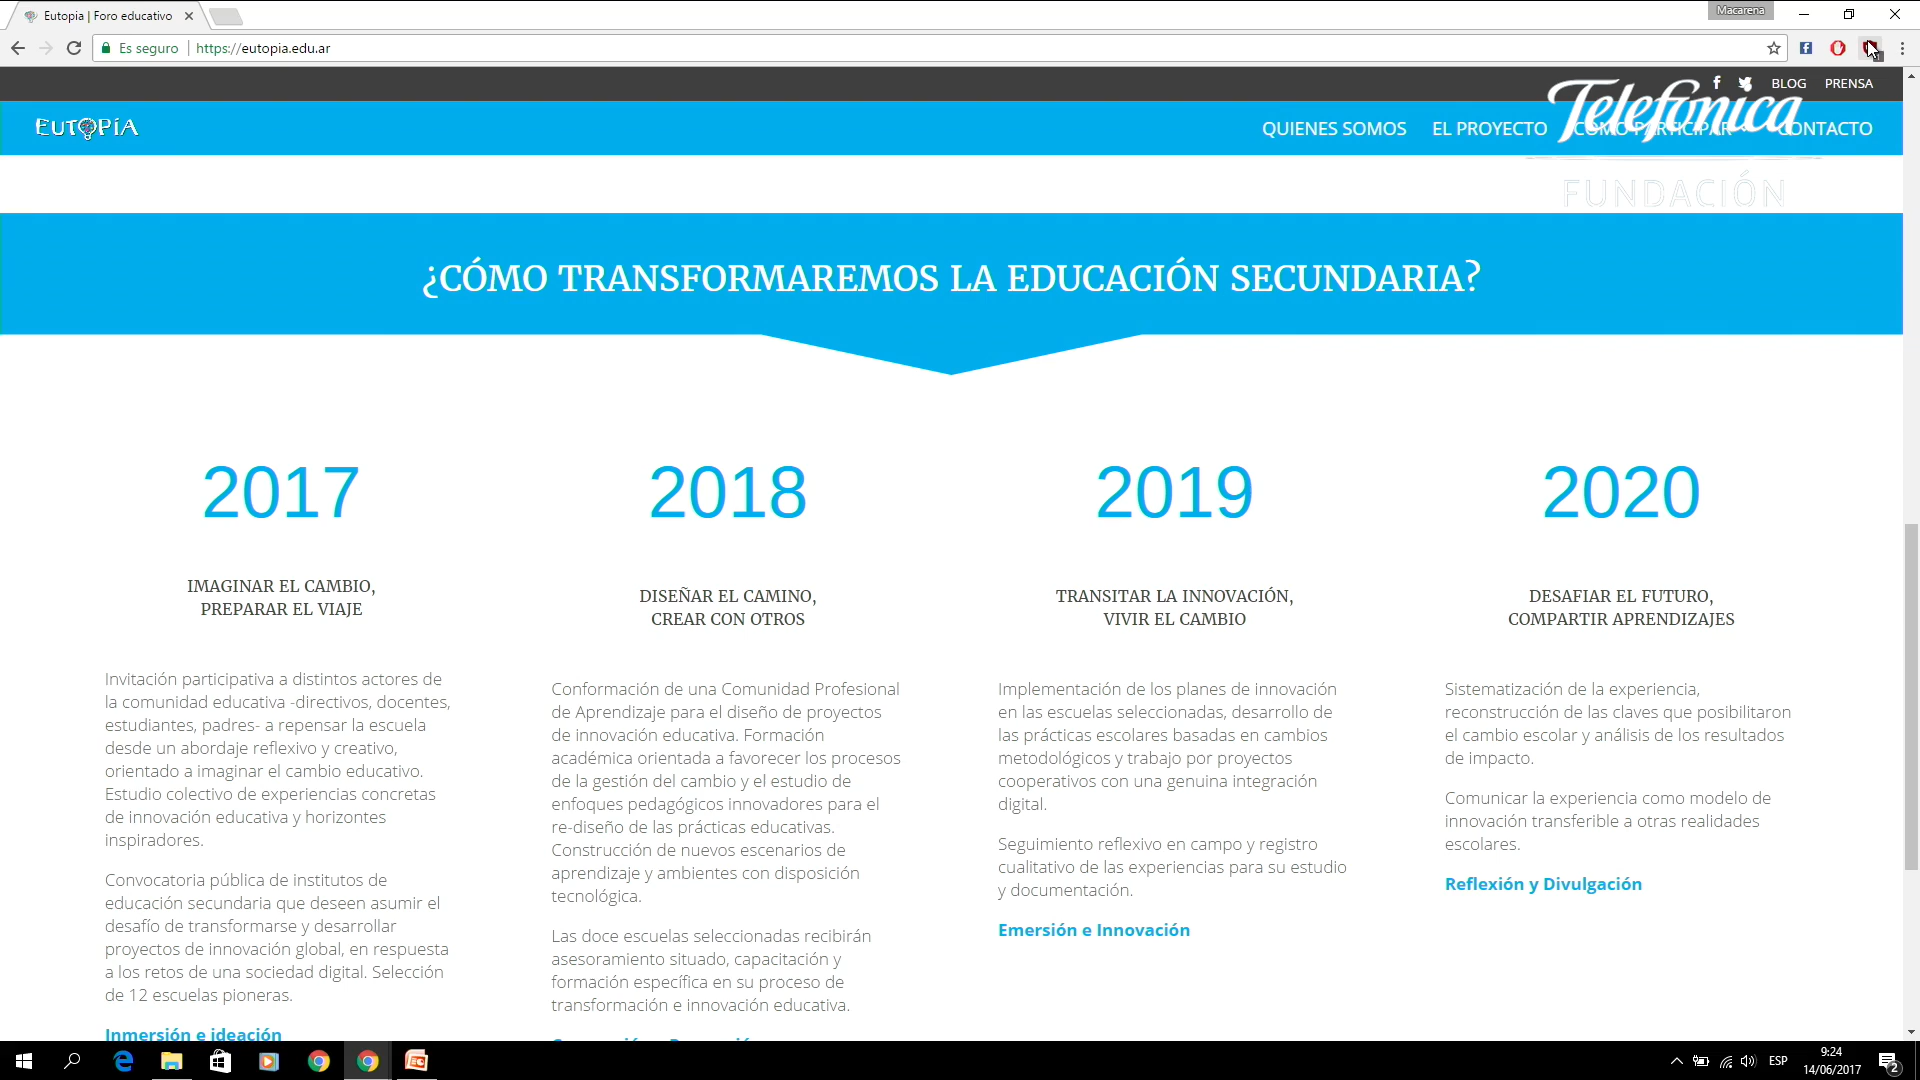 Eutopia | Foro educativo
Macarena
Es seguro
https://eutopia.edu.ar
BLOG
PRENSA
EUTOPÍA
QUIENES SOMOS
EL PROYECTO
COMO PARTICIPAR
CONTACTO
Telefónica
FUNDACIÓN
¿CÓMO TRANSFORMAREMOS LA EDUCACIÓN SECUNDARIA?
2017
IMAGINAR EL CAMBIO,
PREPARAR EL VIAJE
Invitación participativa a distintos actores de
la comunidad educativa -directivos, docentes,
estudiantes, padres- a repensar la escuela
desde un abordaje reflexivo y creativo,
orientado a imaginar el cambio educativo.
Estudio colectivo de experiencias concretas
de innovación educativa y horizontes
inspiradores.
Convocatoria pública de institutos de
educación secundaria que deseen asumir el
desafío de transformarse y desarrollar
proyectos de innovación global, en respuesta
a los retos de una sociedad digital. Selección
de 12 escuelas pioneras.
Inmersión e ideación
2018
DISEÑAR EL CAMINO,
CREAR CON OTROS
Conformación de una Comunidad Profesional
de Aprendizaje para el diseño de proyectos
de innovación educativa. Formación
académica orientada a favorecer los procesos
de la gestión del cambio y el estudio de
enfoques pedagógicos innovadores para el
re-diseño de las prácticas educativas.
Construcción de nuevos escenarios de
aprendizaje y ambientes con disposición
tecnológica.
Las doce escuelas seleccionadas recibirán
asesoramiento situado, capacitación y
formación específica en su proceso de
transformación e innovación educativa.
2019
TRANSITAR LA INNOVACIÓN,
VIVIR EL CAMBIO
Implementación de los planes de innovación
en las escuelas seleccionadas, desarrollo de
las prácticas escolares basadas en cambios
metodológicos y trabajo por proyectos
cooperativos con una genuina integración
digital.
Seguimiento reflexivo en campo y registro
cualitativo de las experiencias para su estudio
y documentación.
Emersión e Innovación
2020
DESAFIAR EL FUTURO,
COMPARTIR APRENDIZAJES
Sistematización de la experiencia,
reconstrucción de las claves que posibilitaron
el cambio escolar y análisis de los resultados
de impacto.
Comunicar la experiencia como modelo de
innovación transferible a otras realidades
escolares.
Reflexión y Divulgación
ESP
9:24
14/06/2017
2